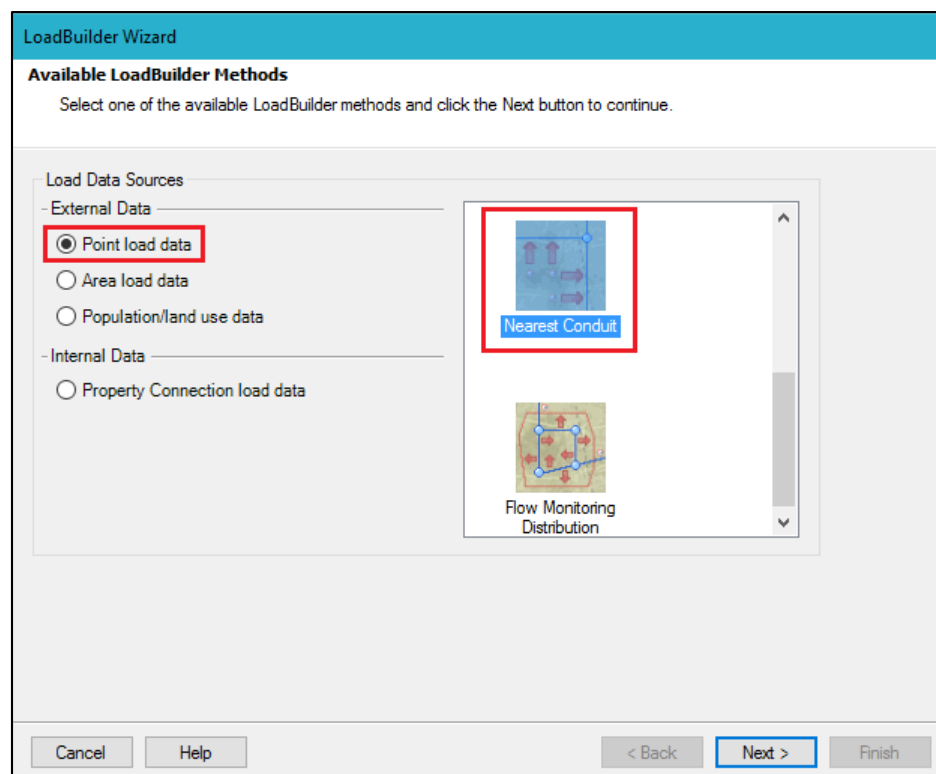 LoadBuilder Wizard
Available LoadBuilder Methods
Select one of the available LoadBuilder methods and click the Next button to continue.
Load Data Sources
External Data
Point load data
Area load data
Population/land use data
Internal Data
Property Connection load data
Nearest Conduit
Flow Monitoring
Distribution
Cancel
Help
< Back
Next >
Finish